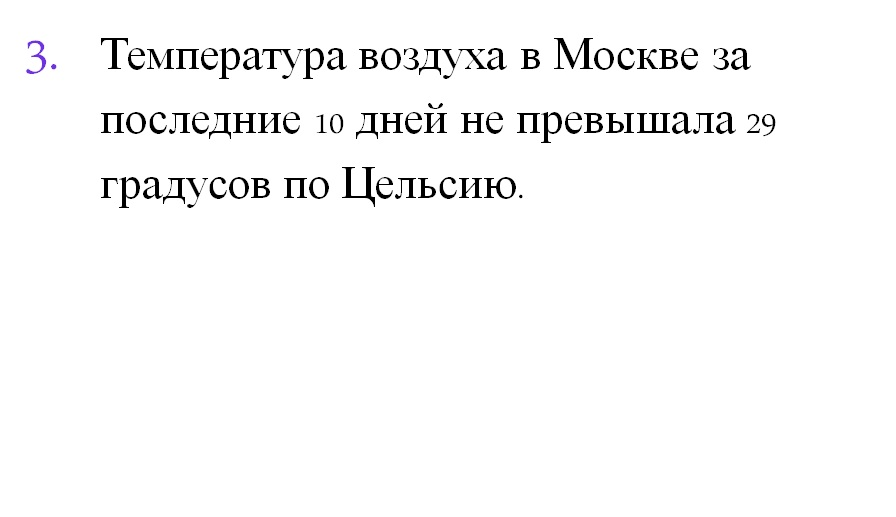 3. Температура воздуха в Москве за
последние 10 дней не превышала 29
градусов по Цельсию.